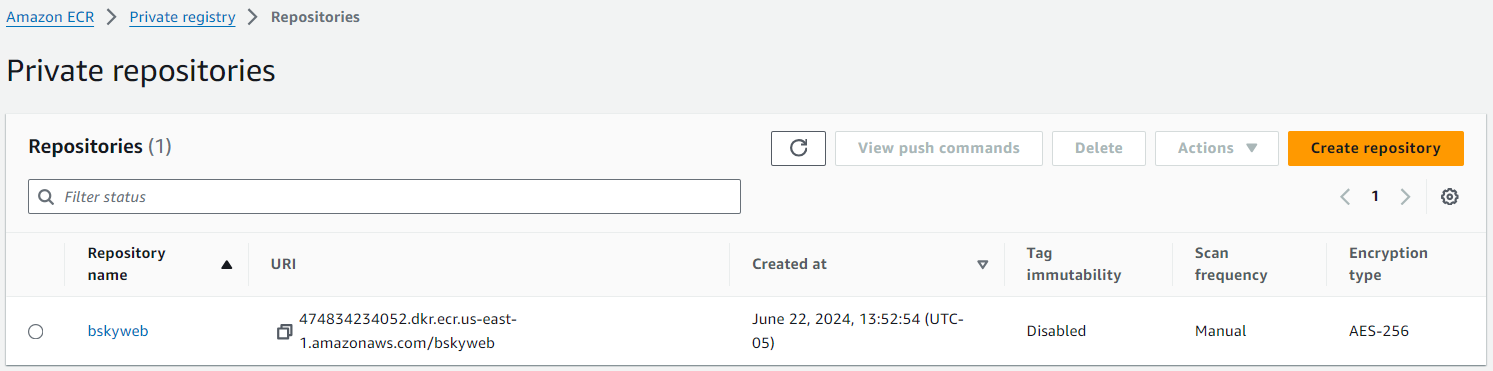 Amazon ECR > Private registry > Repositories
Private repositories
Repositories (1)
View push commands
Delete
Actions
Create repository
Filter status
1
Repository
name
URI
Created at
Tag
immutability
Scan
frequency
Encryption
type
bskyweb
474834234052.dkr.ecr.us-east-
1.amazonaws.com/bskyweb
June 22, 2024, 13:52:54 (UTC-
05)
Disabled
Manual
AES-256